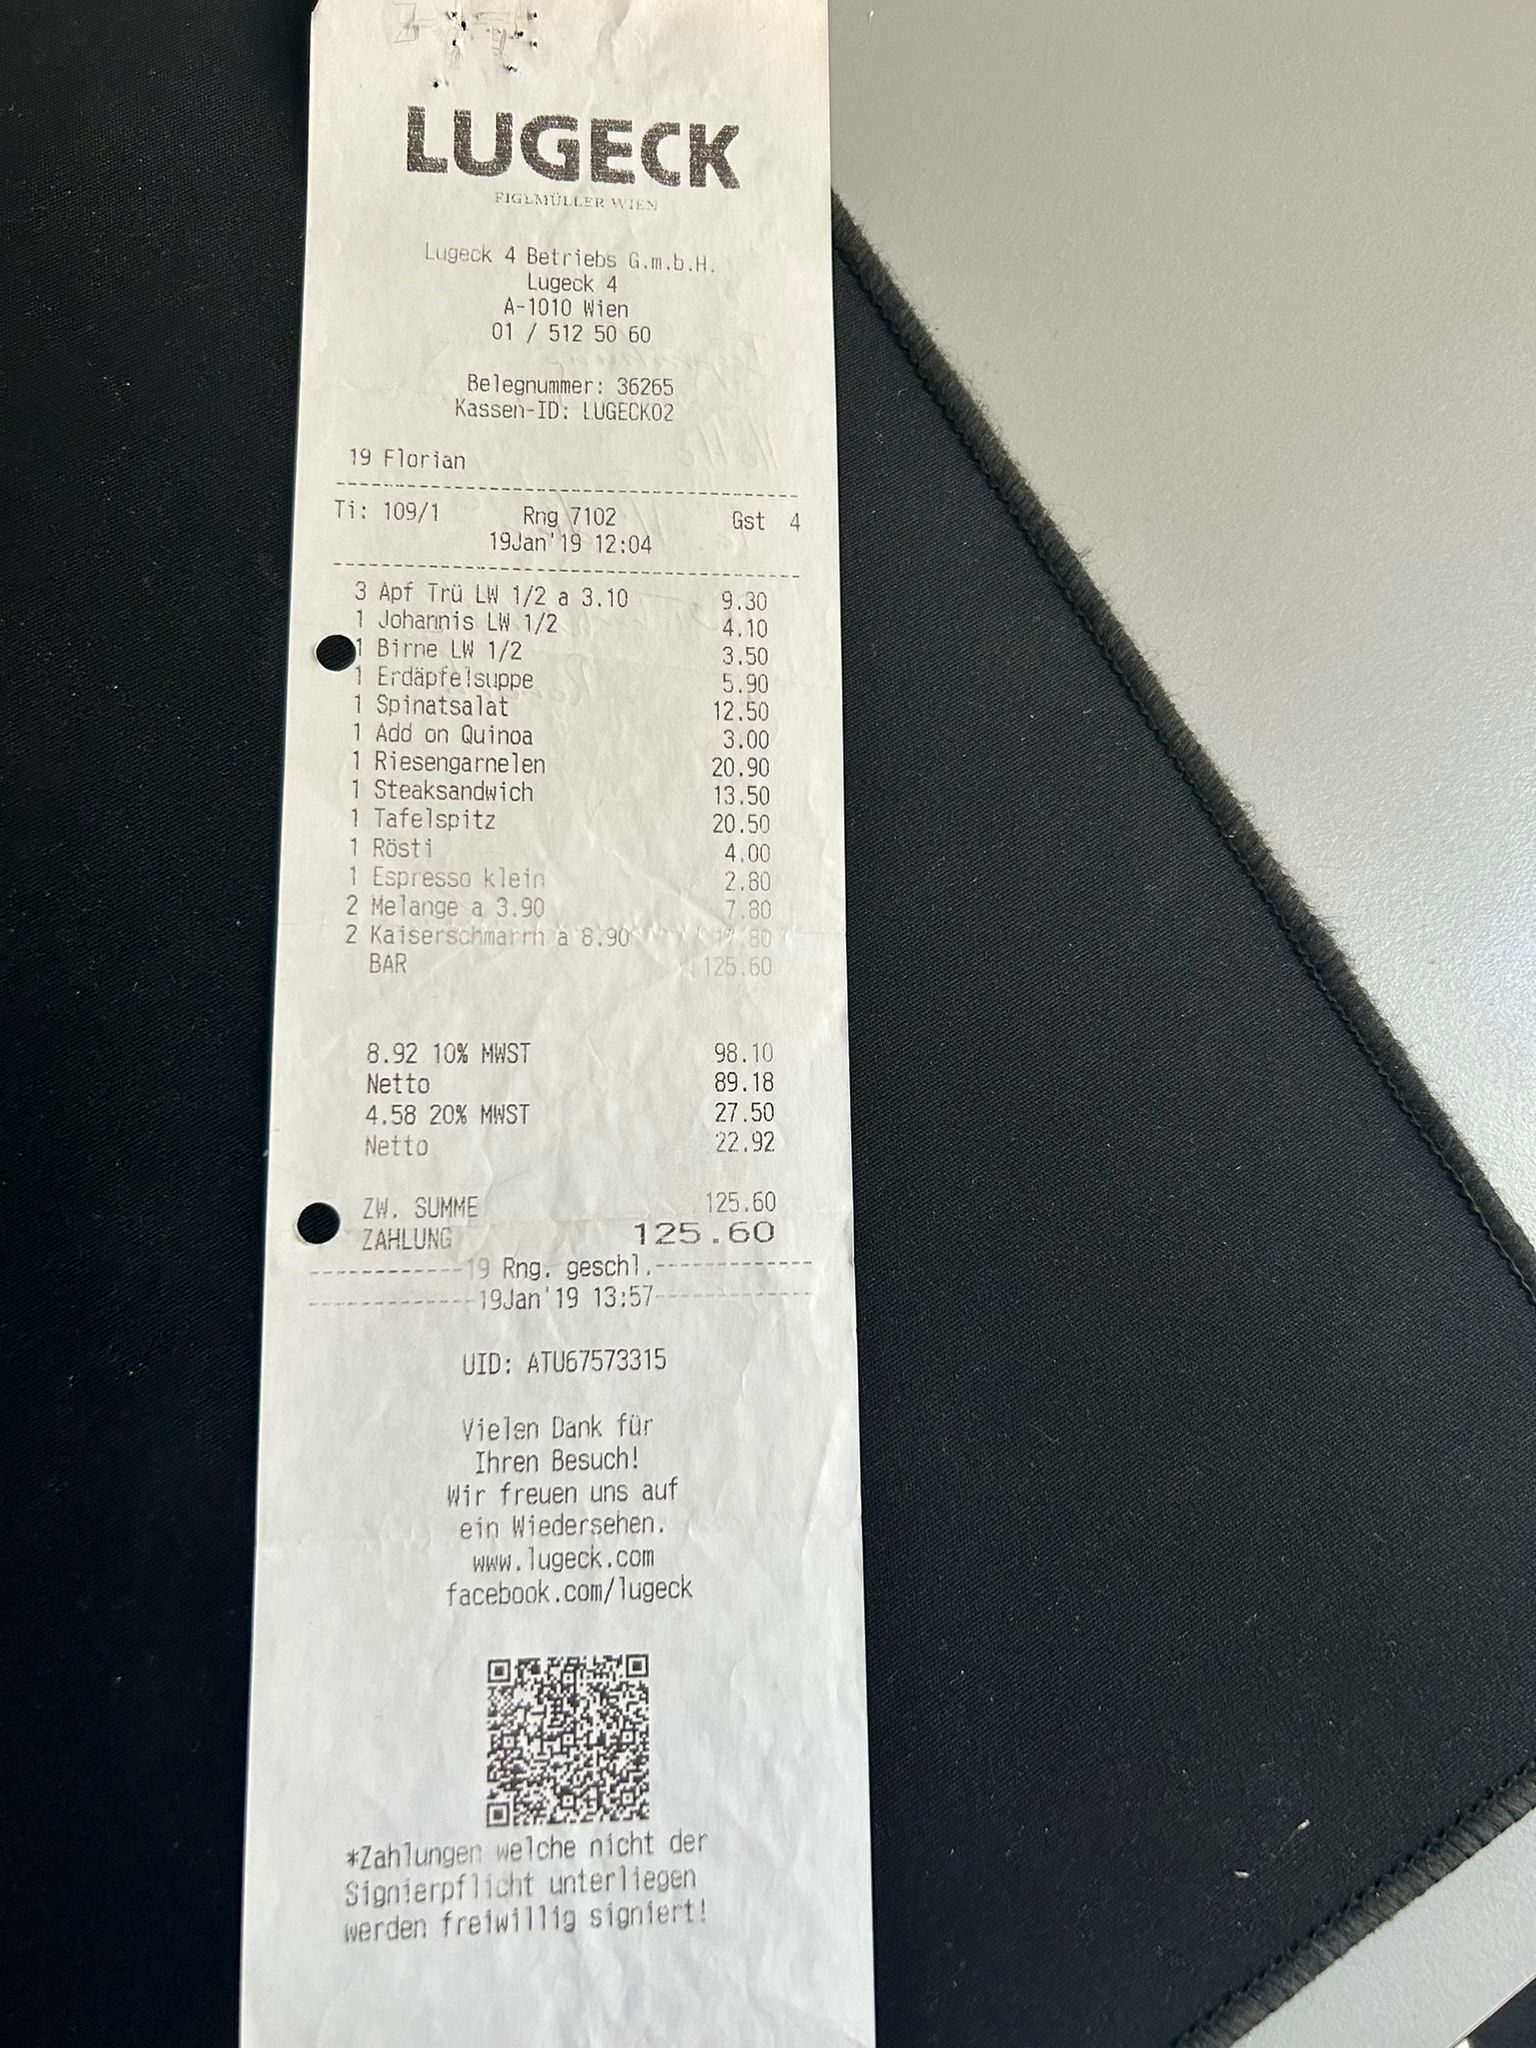 LUGECK
FIGLMÜLLER WIEN
Lugeck 4 Betriebs G.m.b.H.
Lugeck 4
A-1010 Wien
01 / 512 50 60
Belegnummer: 36265
Kassen-ID: LUGECK02
19 Florian
Ti: 109/1 Rng 7102 Gst 4
19Jan'19 12:04
3 Apf Trü LW 1/2 a 3.10 9.30
1 Johannis LW 1/2 4.10
1 Birne LW 1/2 3.50
1 Erdäpfelsuppe 5.90
1 Spinatsalat 12.50
1 Add on Quinoa 3.00
1 Riesengarnelen 20.90
1 Steaksandwich 13.50
1 Tafelspitz 20.50
1 Rösti 4.00
1 Espresso klein 2.80
2 Melange a 3.90 7.80
2 Kaiserschmarrn a 8.90 17.80
BAR 125.60
8.92 10% MWST 98.10
Netto 89.18
4.58 20% MWST 27.50
Netto 22.92
ZW. SUMME 125.60
ZAHLUNG 125.60
-----------19 Rng. geschl.------------
------------19Jan'19 13:57------------
UID: ATU67573315
Vielen Dank für
Ihren Besuch!
Wir freuen uns auf
ein Wiedersehen.
www.lugeck.com
facebook.com/lugeck
*Zahlungen welche nicht der
Signierpflicht unterliegen
werden freiwillig signiert!